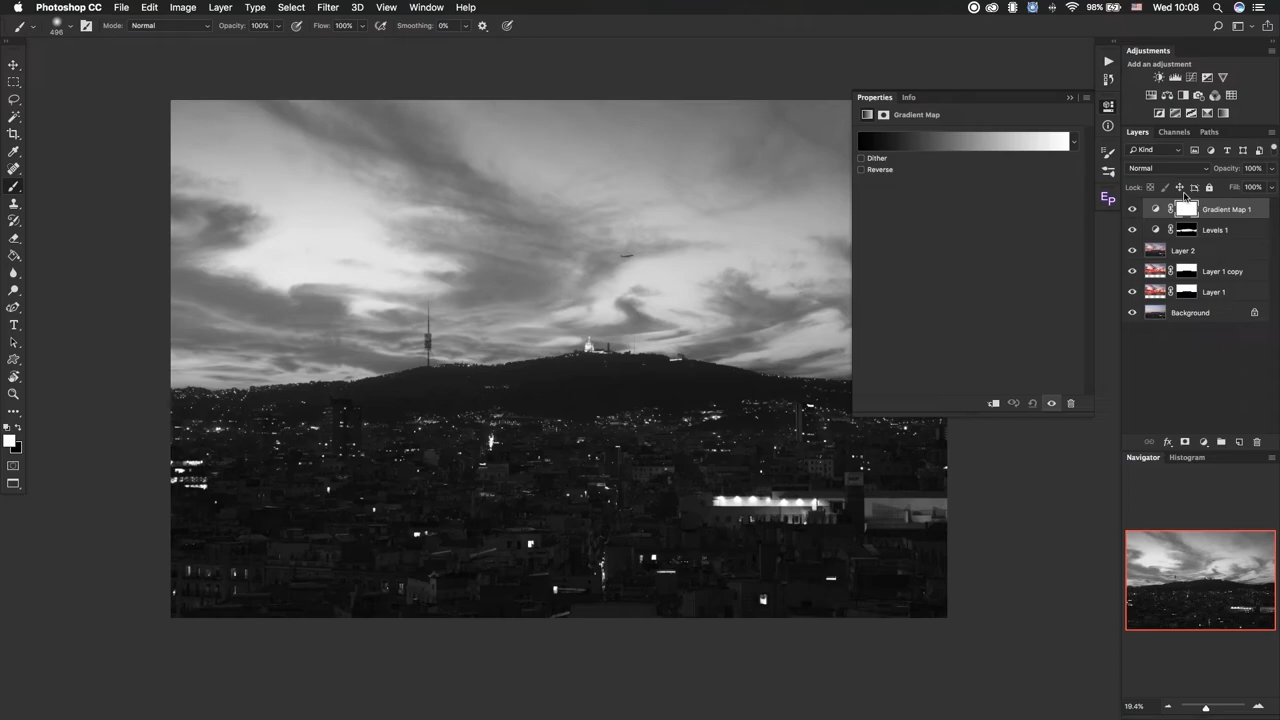 Photoshop CC File Edit Image Layer Type Select Filter 3D View Window Help 98% Wed 10:08
496 Mode: Normal Opacity: 100% Flow: 100% Smoothing: 0%
Adjustments
Add an adjustment
Properties Info
Gradient Map
Dither
Reverse
Layers Channels Paths
Kind
Normal Opacity: 100%
Lock: Fill: 100%
Ep
Gradient Map 1
Levels 1
Layer 2
Layer 1 copy
Layer 1
Background
fx
Navigator Histogram
19.4%